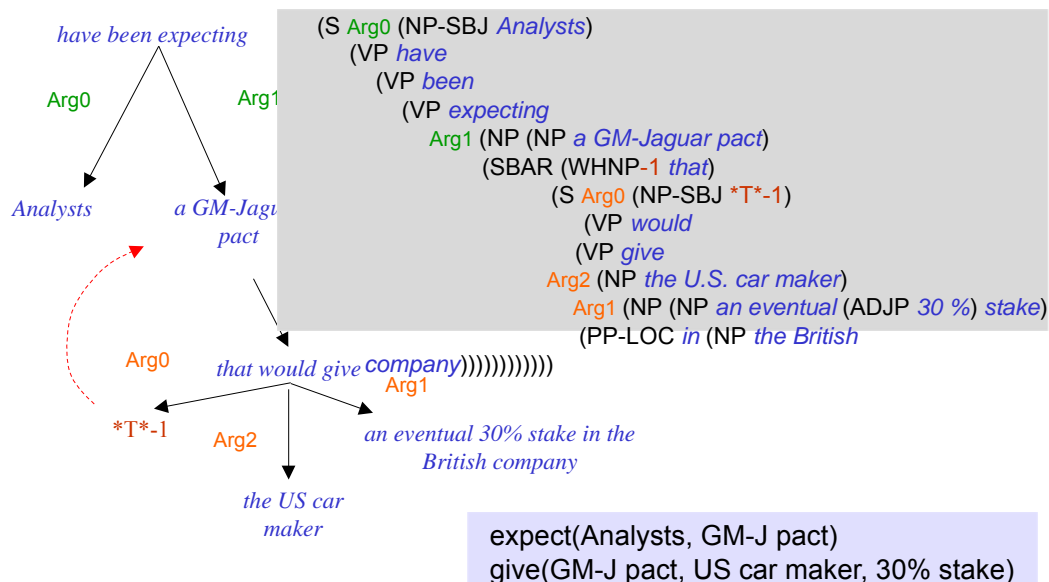 have been expecting
Arg0
Arg1
Analysts
a GM-Jagu
pact
(S Arg0 (NP-SBJ Analysts)
(VP have
(VP been
(VP expecting
Arg1 (NP (NP a GM-Jaguar pact)
(SBAR (WHNP-1 that)
(S Arg0 (NP-SBJ *T*-1)
(VP would
(VP give
Arg2 (NP the U.S. car maker)
Arg1 (NP (NP an eventual (ADJP 30 %) stake)
(PP-LOC in (NP the British
company))))))))))))
that would give
Arg0
Arg1
*T*-1
Arg2
an eventual 30% stake in the
British company
the US car
maker
expect(Analysts, GM-J pact)
give(GM-J pact, US car maker, 30% stake)